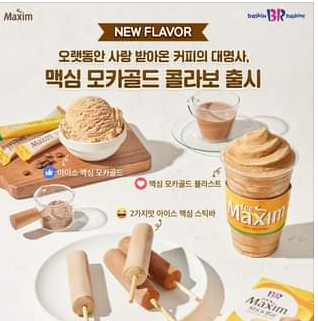 Maxim
baskin BR robbins
NEW FLAVOR
오랫동안 사랑 받아온 커피의 대명사,
맥심 모카골드 콜라보 출시
아이스 맥심 모카골드
맥심 모카골드 블라스트
2가지맛 아이스 맥심 스틱바
Maxim
BR
Maxim